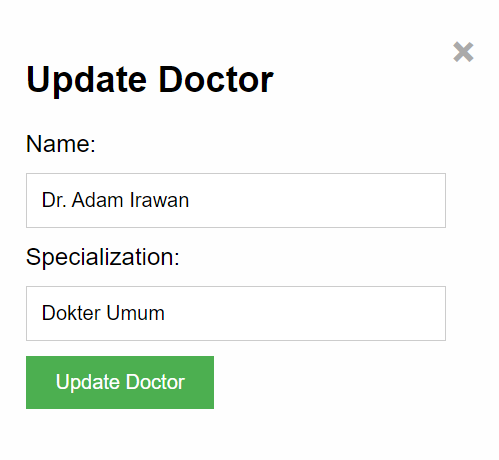 Update Doctor
Name:
Dr. Adam Irawan
Specialization:
Dokter Umum
Update Doctor